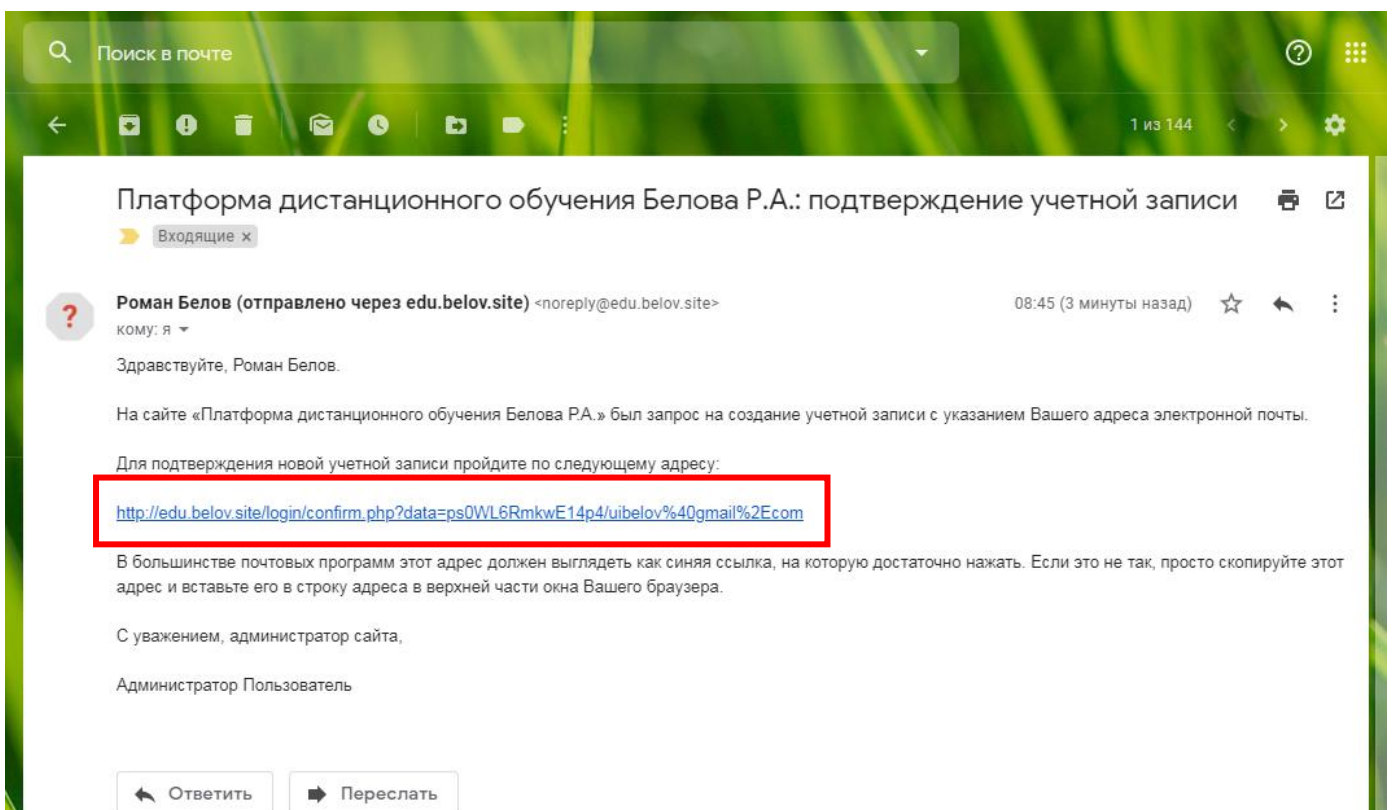 Поиск в почте
1 из 144
Платформа дистанционного обучения Белова Р.А.: подтверждение учетной записи
Входящие ×
Роман Белов (отправлено через edu.belov.site) <noreply@edu.belov.site>
08:45 (3 минуты назад)
кому: я
Здравствуйте, Роман Белов.
На сайте «Платформа дистанционного обучения Белова Р.А.» был запрос на создание учетной записи с указанием Вашего адреса электронной почты.
Для подтверждения новой учетной записи пройдите по следующему адресу:
http://edu.belov.site/login/confirm.php?data=ps0WL6RmkwE14p4/uibelov%40gmail%2Ecom
В большинстве почтовых программ этот адрес должен выглядеть как синяя ссылка, на которую достаточно нажать. Если это не так, просто скопируйте этот
адрес и вставьте его в строку адреса в верхней части окна Вашего браузера.
С уважением, администратор сайта,
Администратор Пользователь
Ответить
Переслать